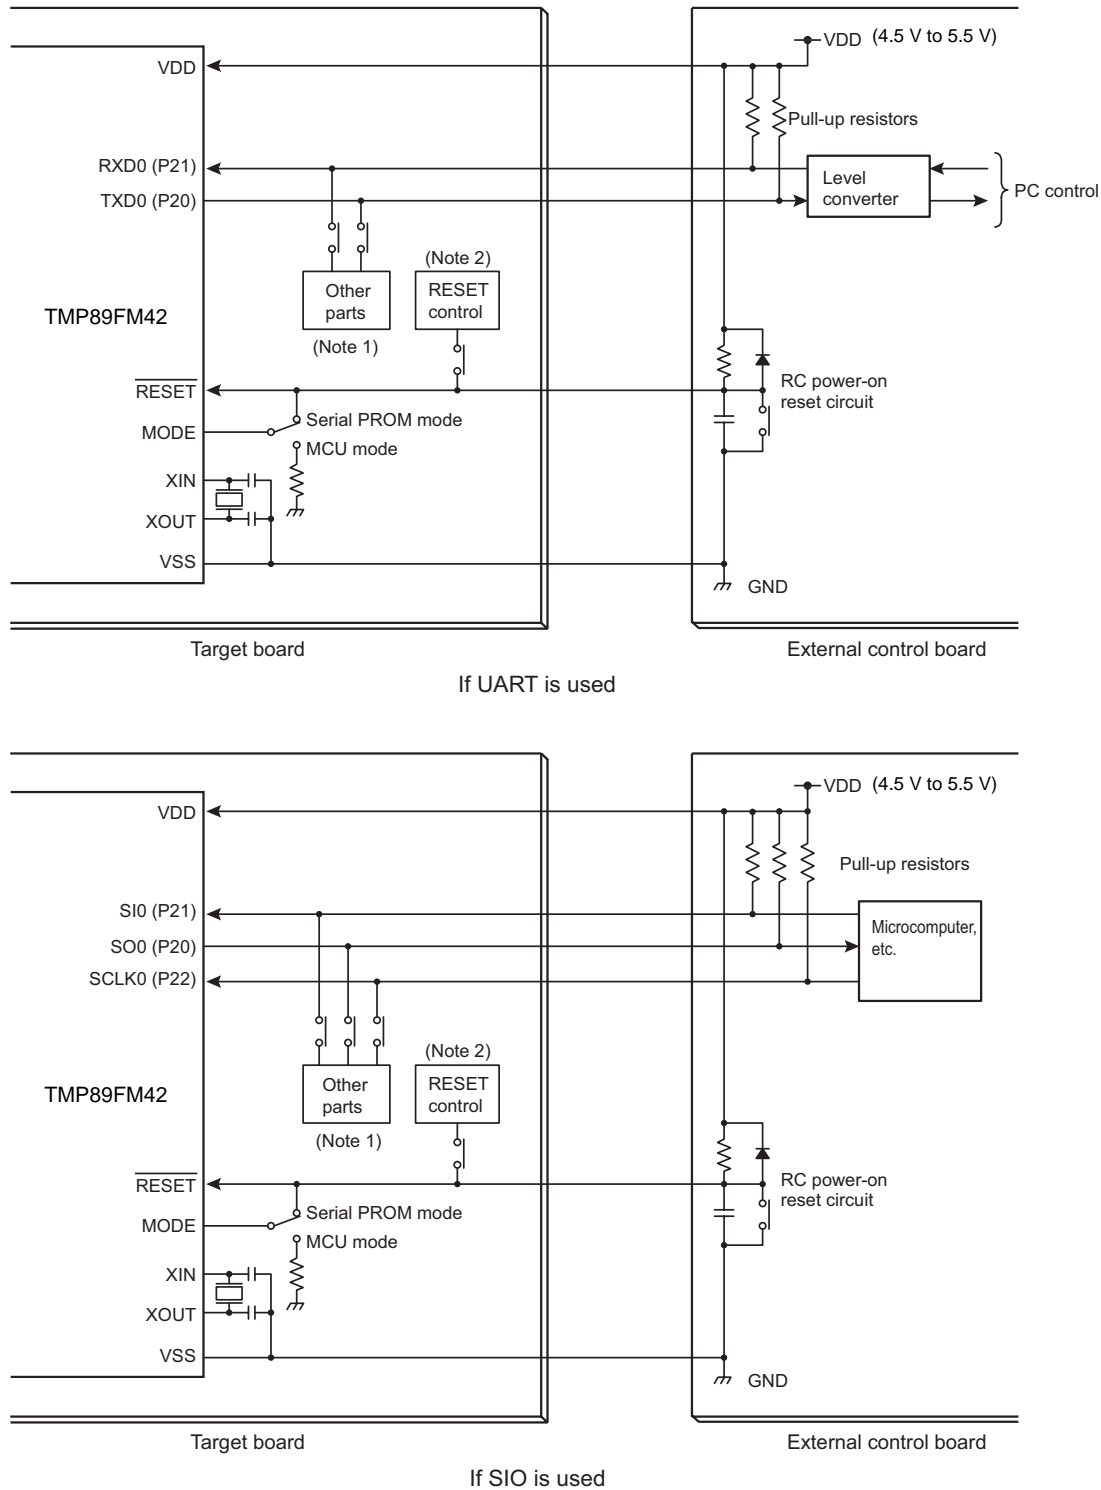 VDD (4.5 V to 5.5 V)
VDD
Pull-up resistors
RXD0 (P21)
TXD0 (P20)
Level
converter
PC control
(Note 2)
Other
parts
RESET
control
TMP89FM42
(Note 1)
RESET
RC power-on
reset circuit
Serial PROM mode
MODE
MCU mode
XIN
XOUT
VSS
GND
Target board
External control board
If UART is used
VDD (4.5 V to 5.5 V)
VDD
Pull-up resistors
SI0 (P21)
SO0 (P20)
SCLK0 (P22)
Microcomputer,
etc.
(Note 2)
Other
parts
RESET
control
TMP89FM42
(Note 1)
RESET
RC power-on
reset circuit
Serial PROM mode
MODE
MCU mode
XIN
XOUT
VSS
GND
Target board
External control board
If SIO is used